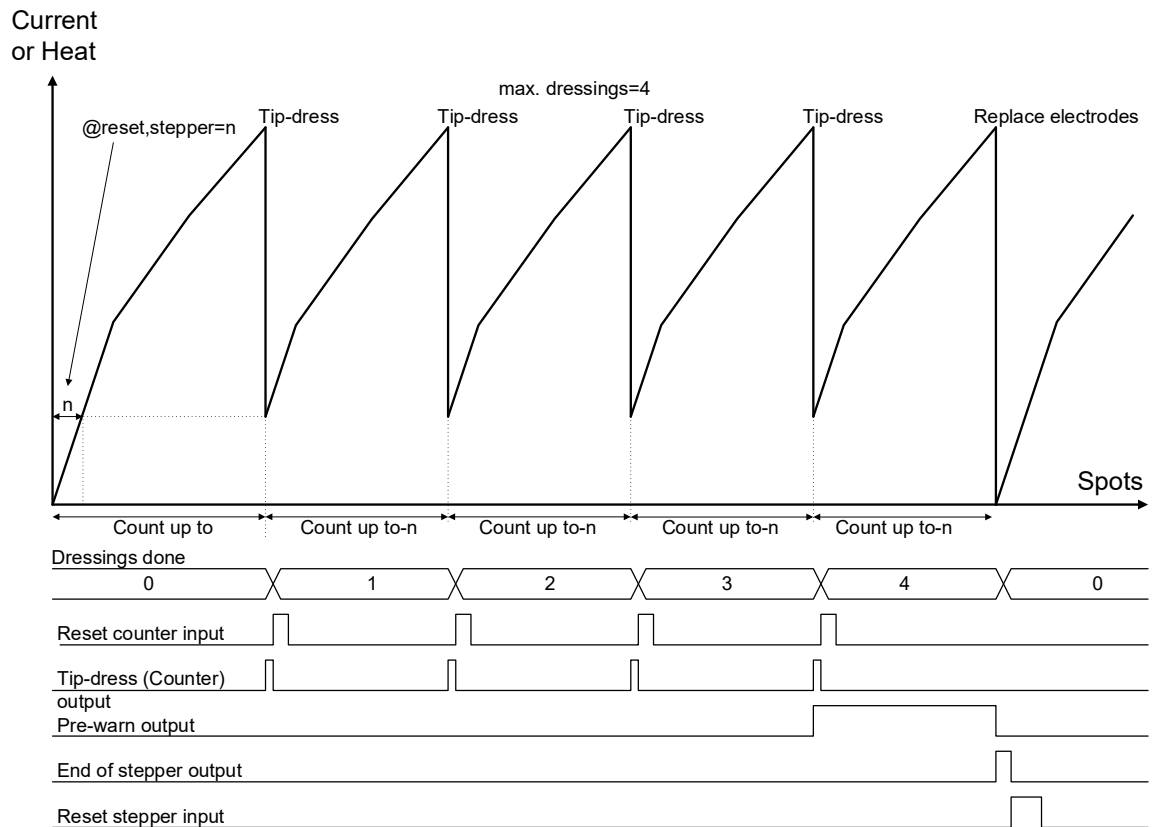 Current
or Heat
max. dressings=4
@reset,stepper=n
Tip-dress
Tip-dress
Tip-dress
Tip-dress
Replace electrodes
n
Spots
Count up to
Count up to-n
Count up to-n
Count up to-n
Count up to-n
Dressings done
0
1
2
3
4
0
Reset counter input
Tip-dress (Counter)
output
Pre-warn output
End of stepper output
Reset stepper input